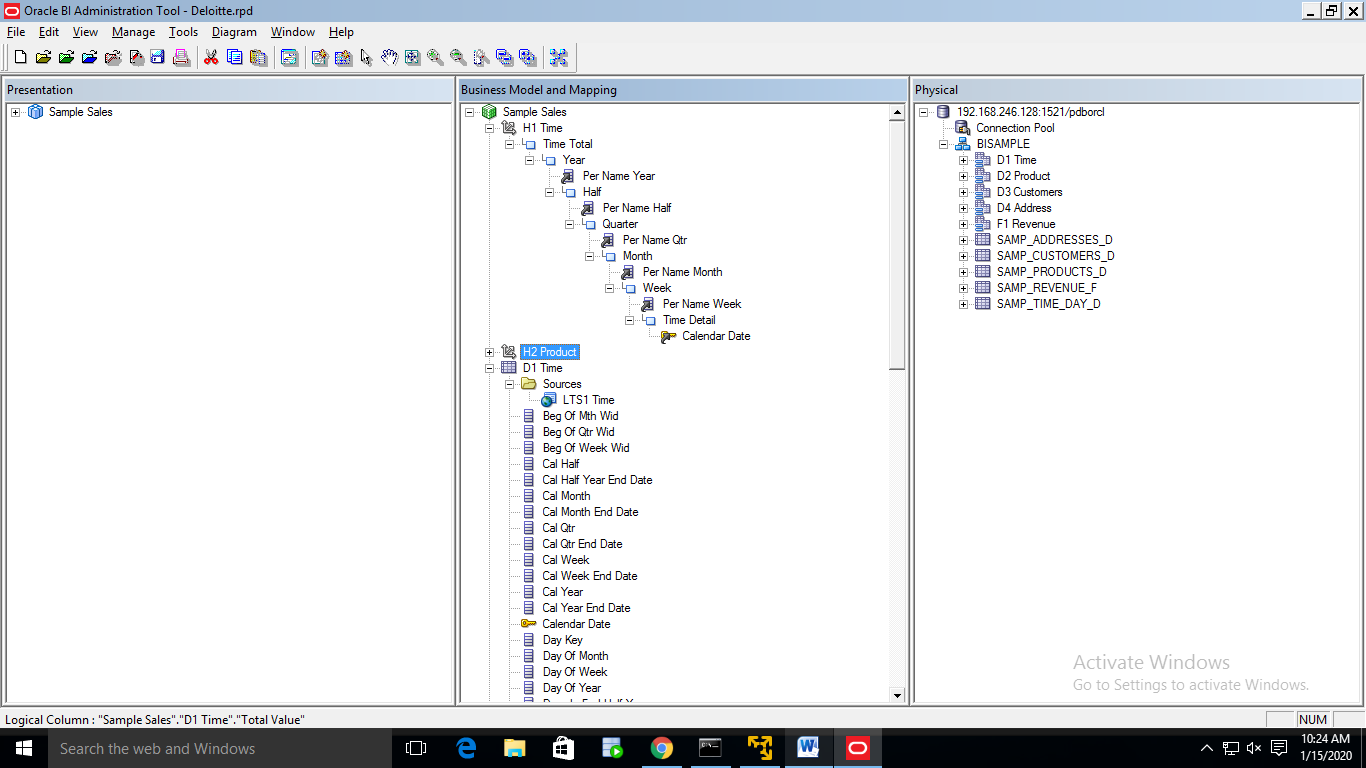 Oracle BI Administration Tool - Deloitte.rpd
File Edit View Manage Tools Diagram Window Help
Presentation
Sample Sales
Business Model and Mapping
Sample Sales
H1 Time
Time Total
Year
Per Name Year
Half
Per Name Half
Quarter
Per Name Qtr
Month
Per Name Month
Week
Per Name Week
Time Detail
Calendar Date
H2 Product
D1 Time
Sources
LTS1 Time
Beg Of Mth Wid
Beg Of Qtr Wid
Beg Of Week Wid
Cal Half
Cal Half Year End Date
Cal Month
Cal Month End Date
Cal Qtr
Cal Qtr End Date
Cal Week
Cal Week End Date
Cal Year
Cal Year End Date
Calendar Date
Day Key
Day Of Month
Day Of Week
Day Of Year
Physical
192.168.246.128:1521/pdborcl
Connection Pool
BISAMPLE
D1 Time
D2 Product
D3 Customers
D4 Address
F1 Revenue
SAMP_ADDRESSES_D
SAMP_CUSTOMERS_D
SAMP_PRODUCTS_D
SAMP_REVENUE_F
SAMP_TIME_DAY_D
Activate Windows
Go to Settings to activate Windows.
Logical Column : "Sample Sales"."D1 Time"."Total Value"
NUM
Search the web and Windows
10:24 AM
1/15/2020